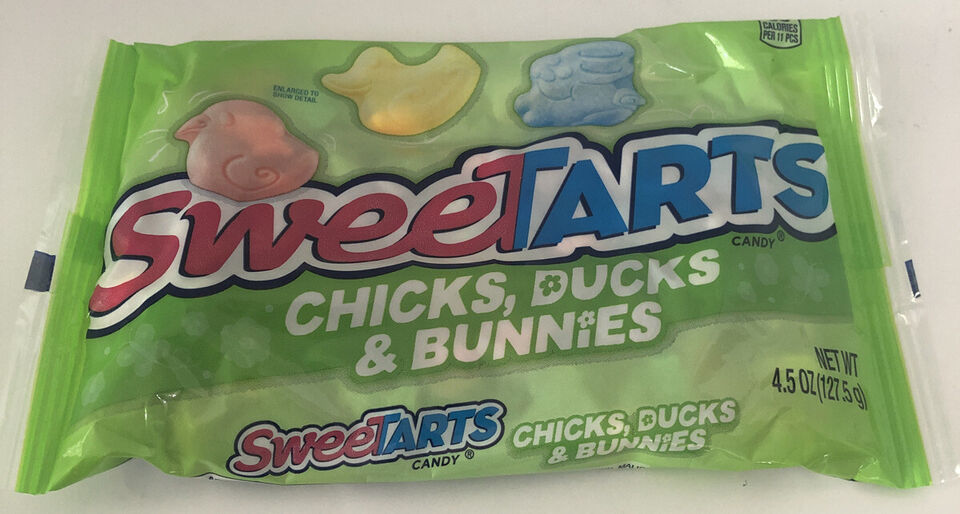 CALORIES
PER 11 PCS
ENLARGED TO
SHOW DETAIL
SWEETARTS
CANDY®
CHICKS, DUCKS
& BUNNIES
NET WT
4.5 OZ (127.5 g)
SWEETARTS
CANDY ®
CHICKS, DUCKS
& BUNNIES